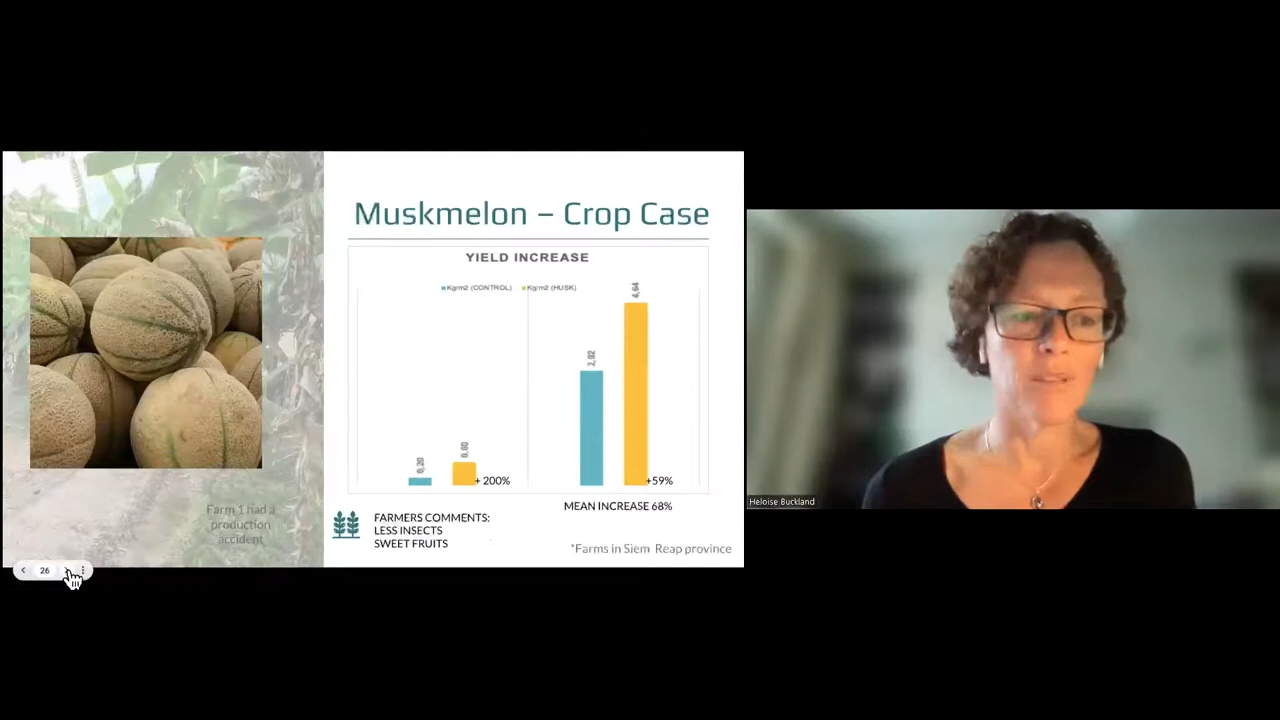 Muskmelon – Crop Case
YIELD INCREASE
Kg/m2 (CONTROL) Kg/m2 (HUSK)
0,20
0,60
+ 200%
2,92
4,64
+59%
MEAN INCREASE 68%
FARMERS COMMENTS:
LESS INSECTS
SWEET FRUITS
*Farms in Siem Reap province
Farm 1 had a
production
accident
26
Heloise Buckland